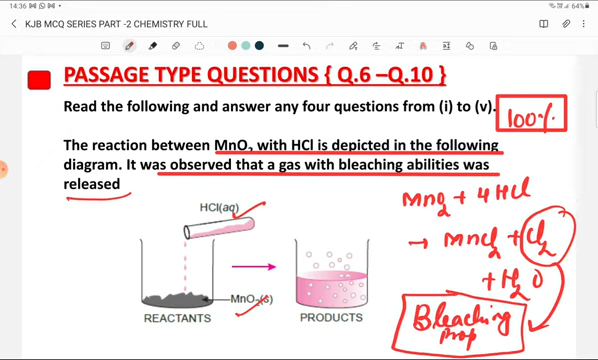 14:36
64%
KJB MCQ SERIES PART -2 CHEMISTRY FULL
PASSAGE TYPE QUESTIONS { Q.6 –Q.10 }
Read the following and answer any four questions from (i) to (v).
100%
The reaction between MnO2 with HCl is depicted in the following
diagram. It was observed that a gas with bleaching abilities was
released
HCl(aq)
MnO2(s)
REACTANTS
PRODUCTS
Mno2 + 4HCl
→ MnCl2 + Cl2
+ H2O
Bleaching
prop